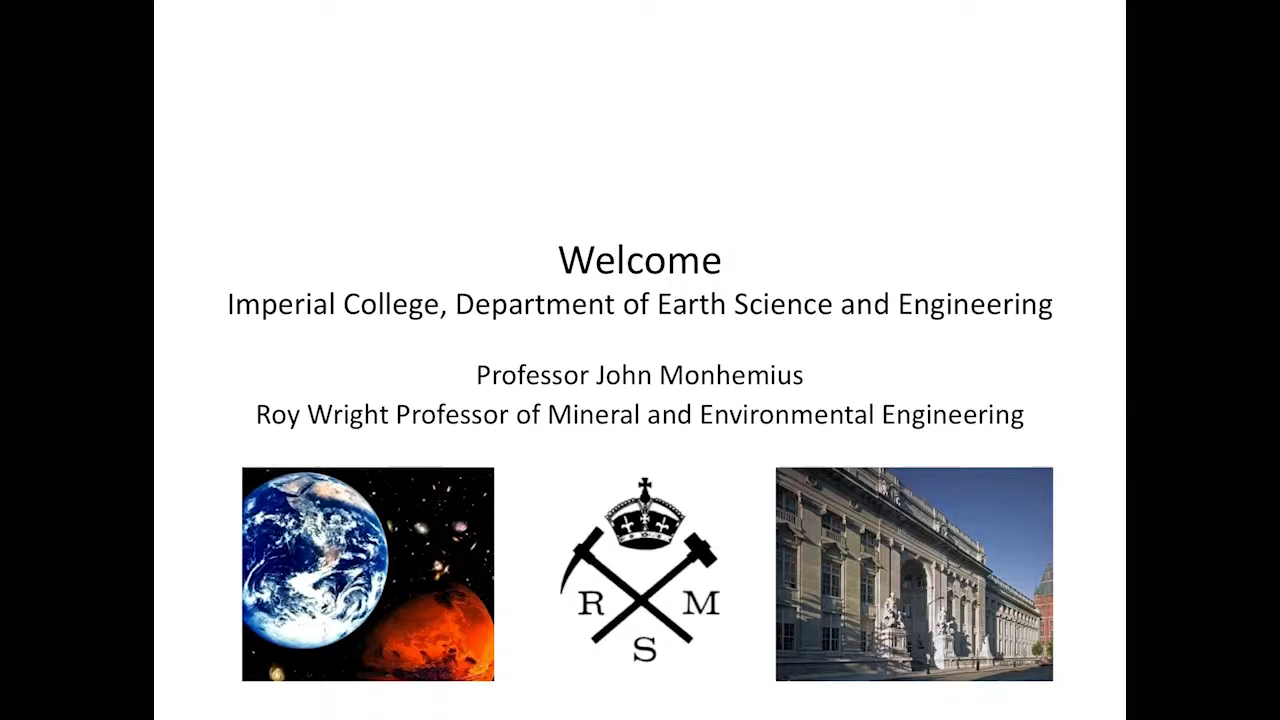 Welcome
Imperial College, Department of Earth Science and Engineering
Professor John Monhemius
Roy Wright Professor of Mineral and Environmental Engineering
R M
S